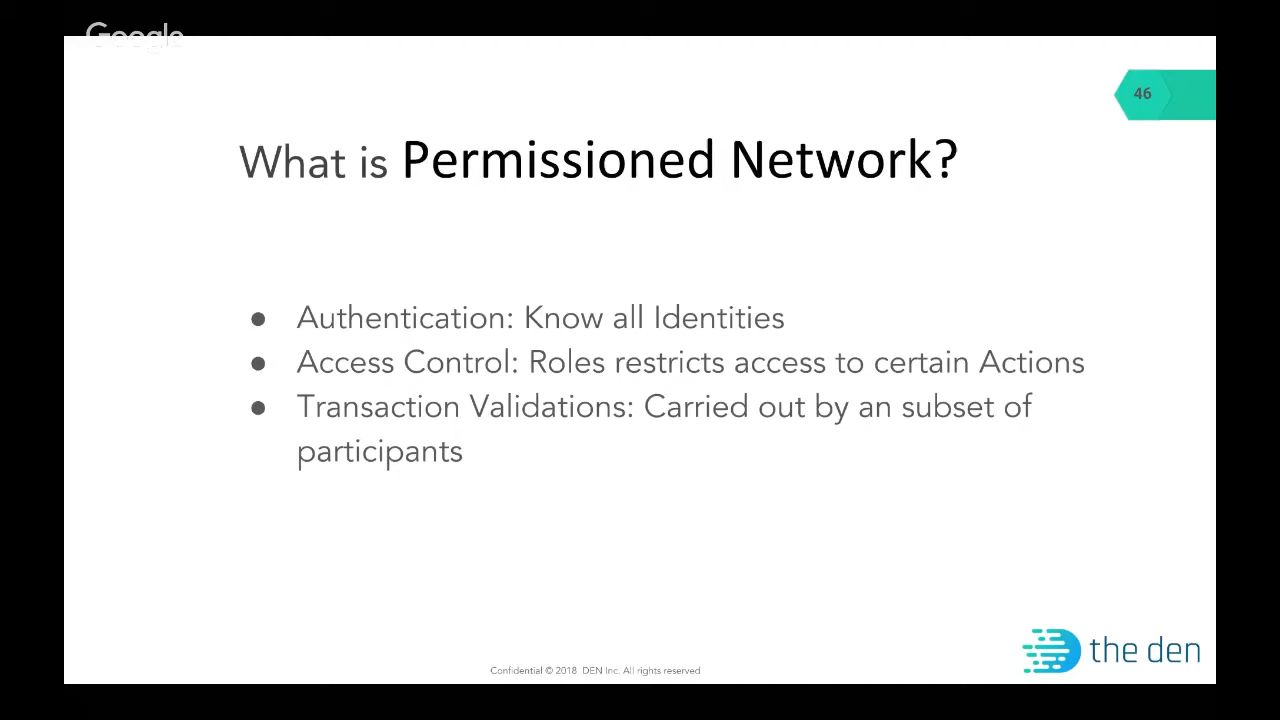 Google
46
What is Permissioned Network?
● Authentication: Know all Identities
● Access Control: Roles restricts access to certain Actions
● Transaction Validations: Carried out by an subset of
participants
the den
Confidential © 2018 DEN Inc. All rights reserved